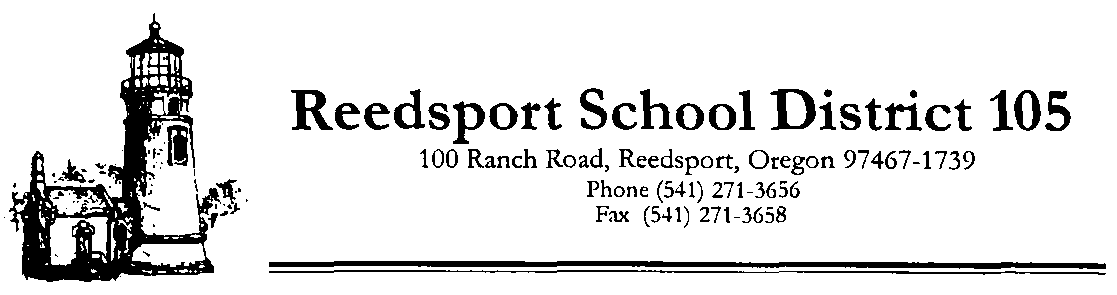 Reedsport School District 105
100 Ranch Road, Reedsport, Oregon 97467-1739
Phone (541) 271-3656
Fax (541) 271-3658